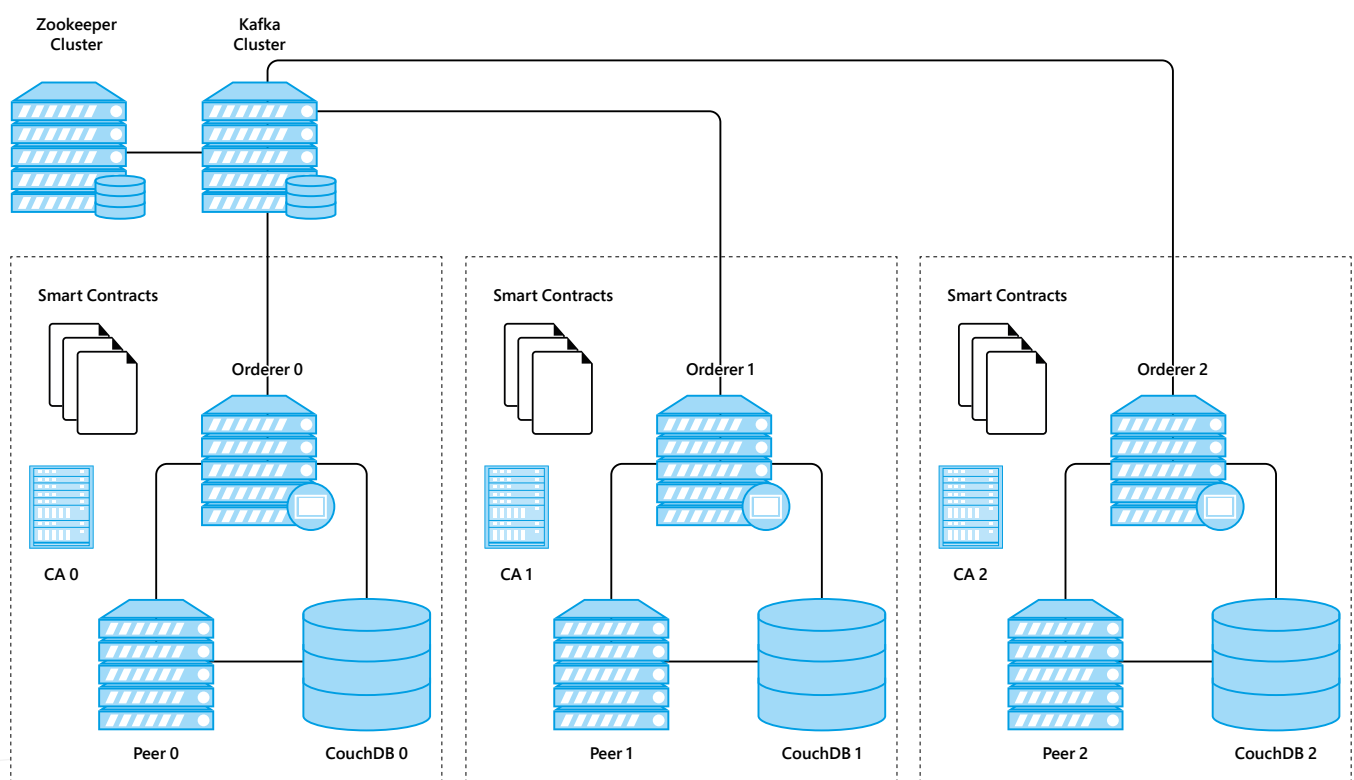 Zookeeper
Cluster
Kafka
Cluster
Smart Contracts
Orderer 0
CA 0
Peer 0
CouchDB 0
Smart Contracts
Orderer 1
CA 1
Peer 1
CouchDB 1
Smart Contracts
Orderer 2
CA 2
Peer 2
CouchDB 2